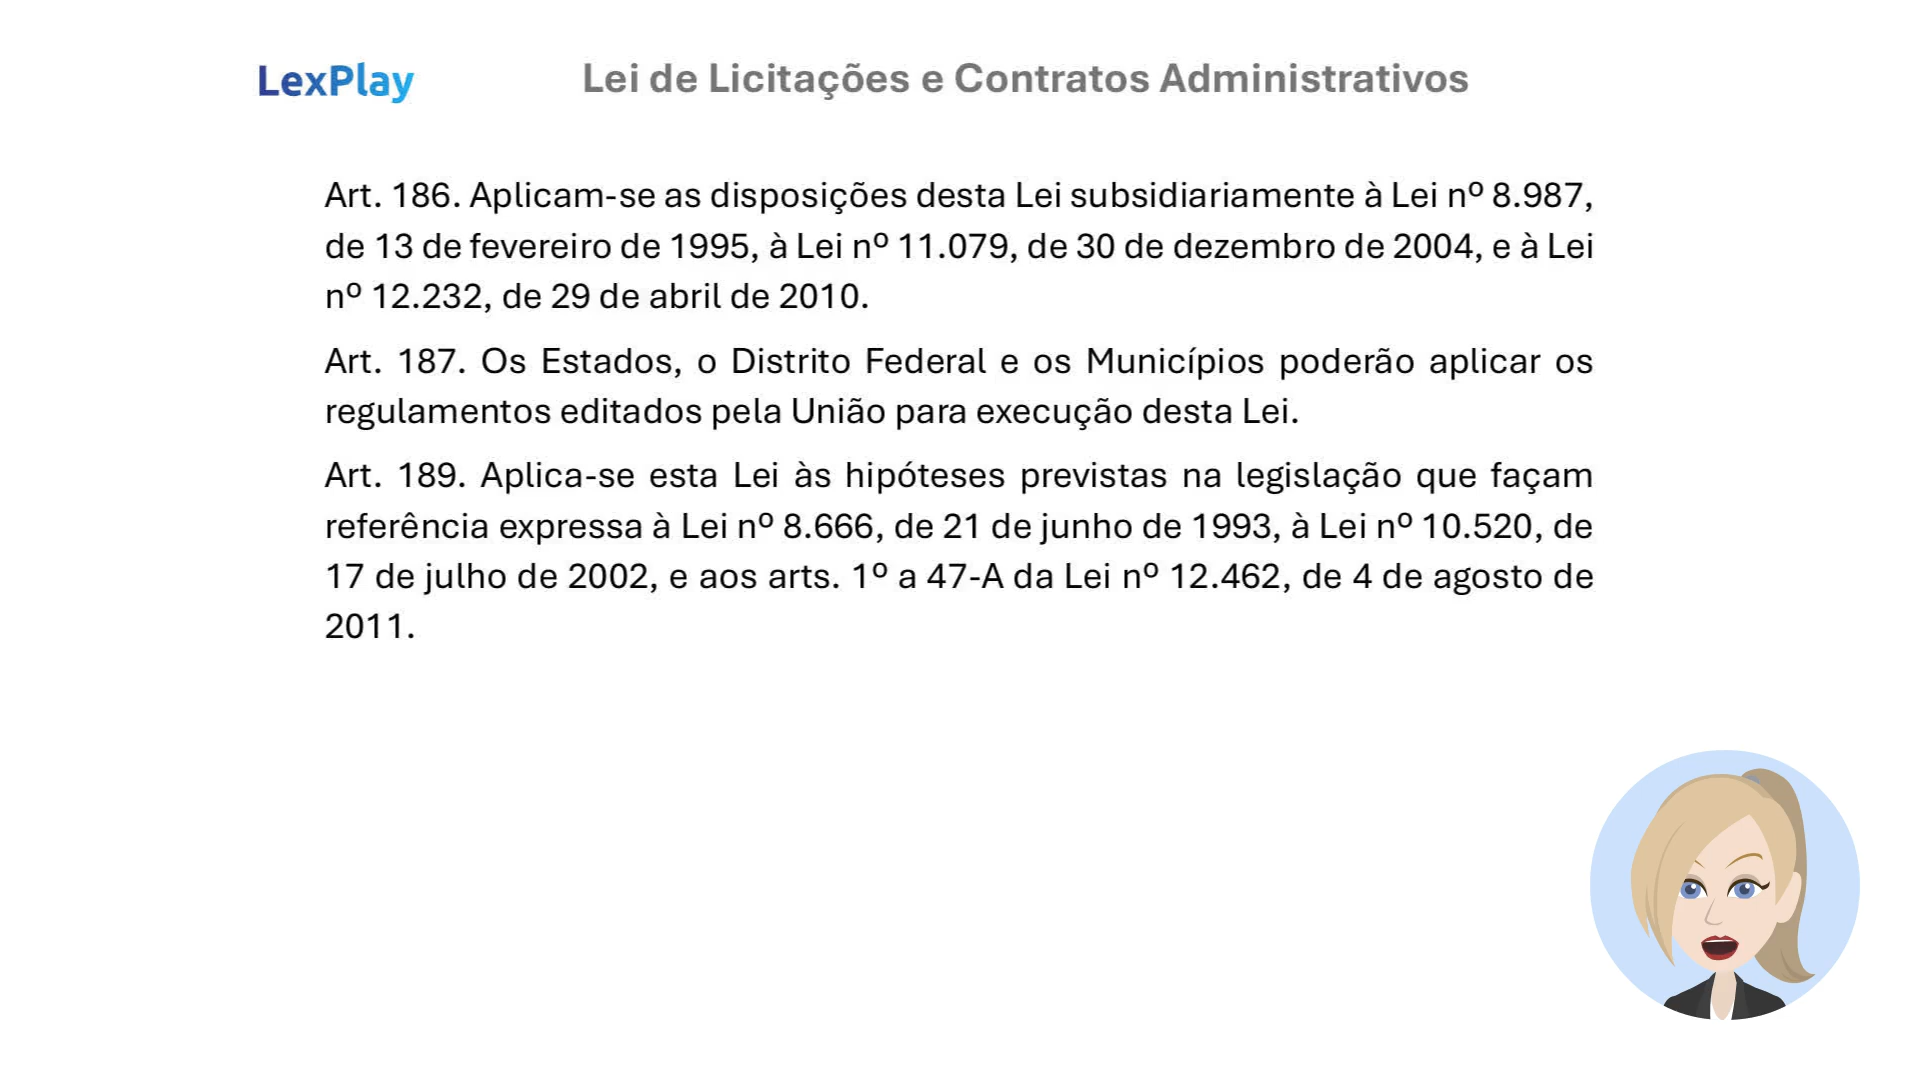 LexPlay
Lei de Licitações e Contratos Administrativos
Art. 186. Aplicam-se as disposições desta Lei subsidiariamente à Lei nº 8.987,
de 13 de fevereiro de 1995, à Lei nº 11.079, de 30 de dezembro de 2004, e à Lei
nº 12.232, de 29 de abril de 2010.
Art. 187. Os Estados, o Distrito Federal e os Municípios poderão aplicar os
regulamentos editados pela União para execução desta Lei.
Art. 189. Aplica-se esta Lei às hipóteses previstas na legislação que façam
referência expressa à Lei nº 8.666, de 21 de junho de 1993, à Lei nº 10.520, de
17 de julho de 2002, e aos arts. 1º a 47-A da Lei nº 12.462, de 4 de agosto de
2011.